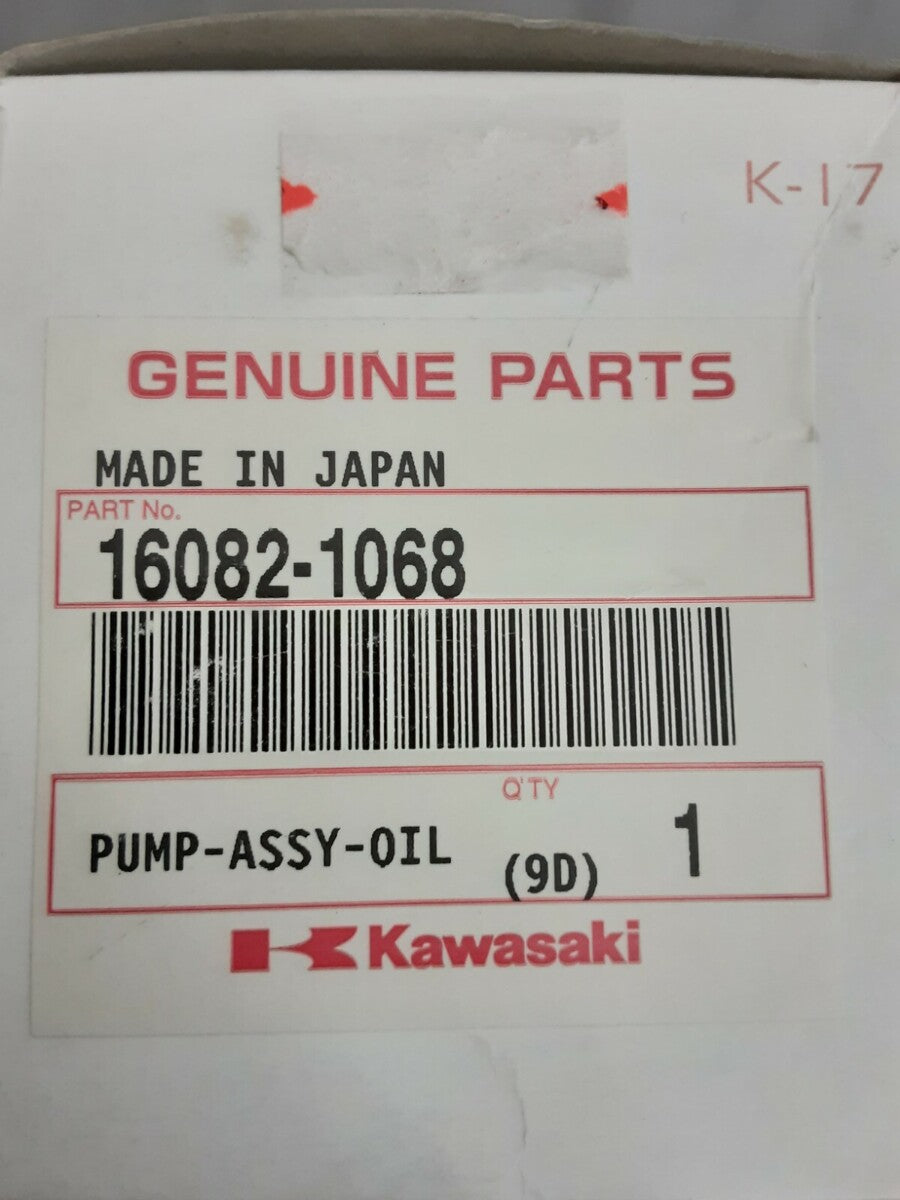 K-17
GENUINE PARTS
MADE IN JAPAN
PART No.
16082-1068
Q'TY
PUMP-ASSY-OIL (9D) 1
Kawasaki